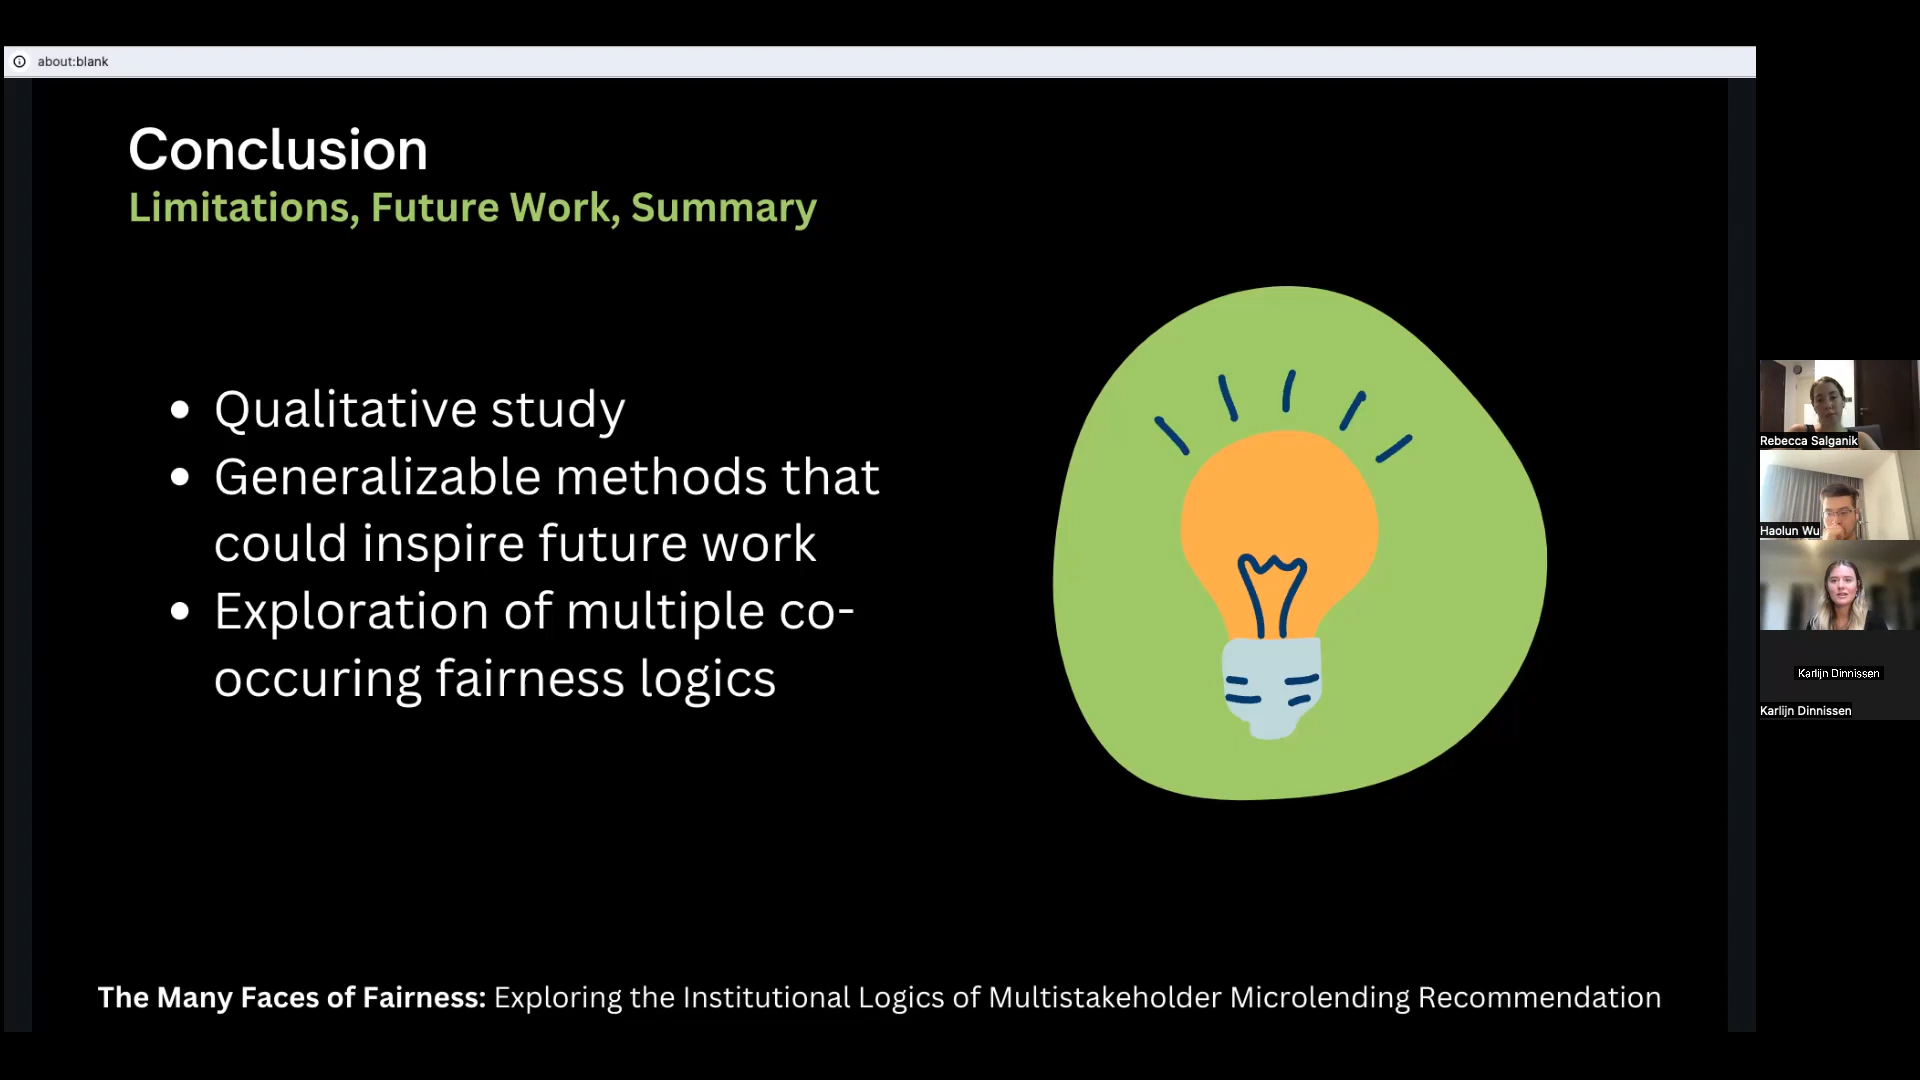 about:blank
Conclusion
Limitations, Future Work, Summary
• Qualitative study
• Generalizable methods that
could inspire future work
• Exploration of multiple co-
occuring fairness logics
The Many Faces of Fairness: Exploring the Institutional Logics of Multistakeholder Microlending Recommendation
Rebecca Salganik
Haolun Wu
Karlijn Dinnissen
Karlijn Dinnissen